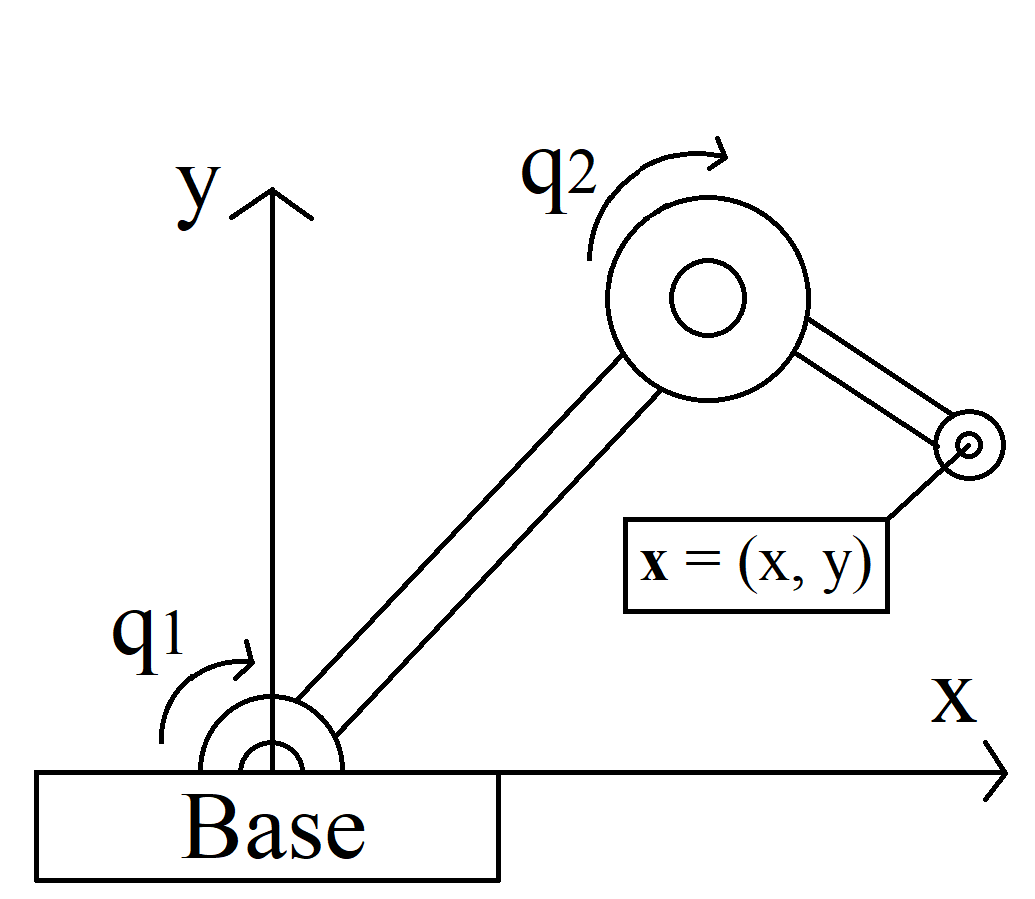 q2
y
x = (x, y)
q1
x
Base